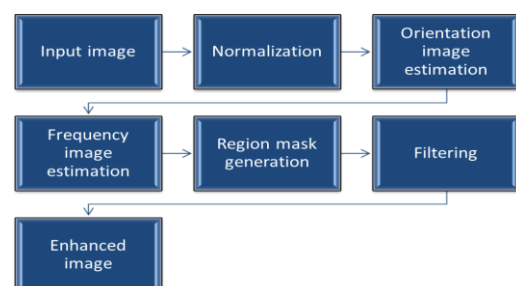 Input image
Normalization
Orientation
image
estimation
Frequency
image
estimation
Region mask
generation
Filtering
Enhanced
image